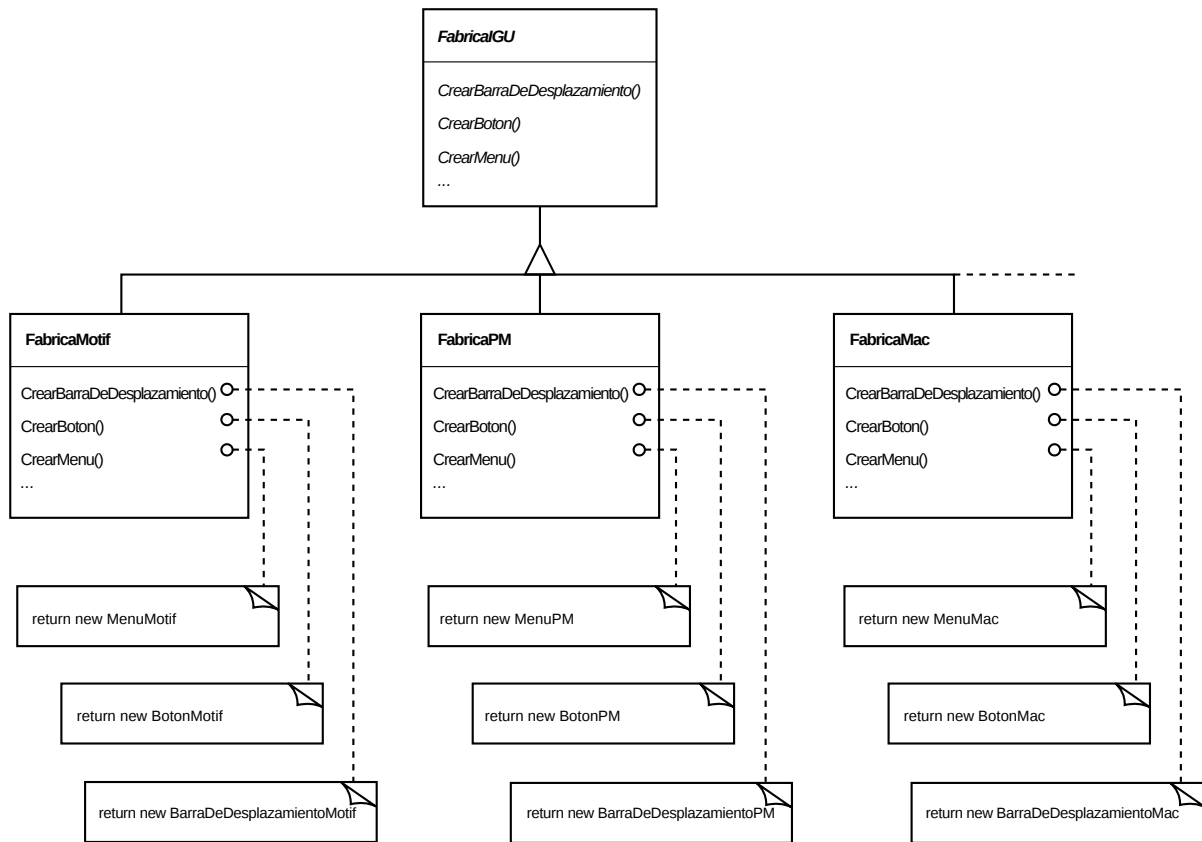 FabricaIGU
CrearBarraDeDesplazamiento()
CrearBoton()
CrearMenu()
...
FabricaMotif
CrearBarraDeDesplazamiento()
CrearBoton()
CrearMenu()
...
FabricaPM
CrearBarraDeDesplazamiento()
CrearBoton()
CrearMenu()
...
FabricaMac
CrearBarraDeDesplazamiento()
CrearBoton()
CrearMenu()
...
return new MenuMotif
return new MenuPM
return new MenuMac
return new BotonMotif
return new BotonPM
return new BotonMac
return new BarraDeDesplazamientoMotif
return new BarraDeDesplazamientoPM
return new BarraDeDesplazamientoMac